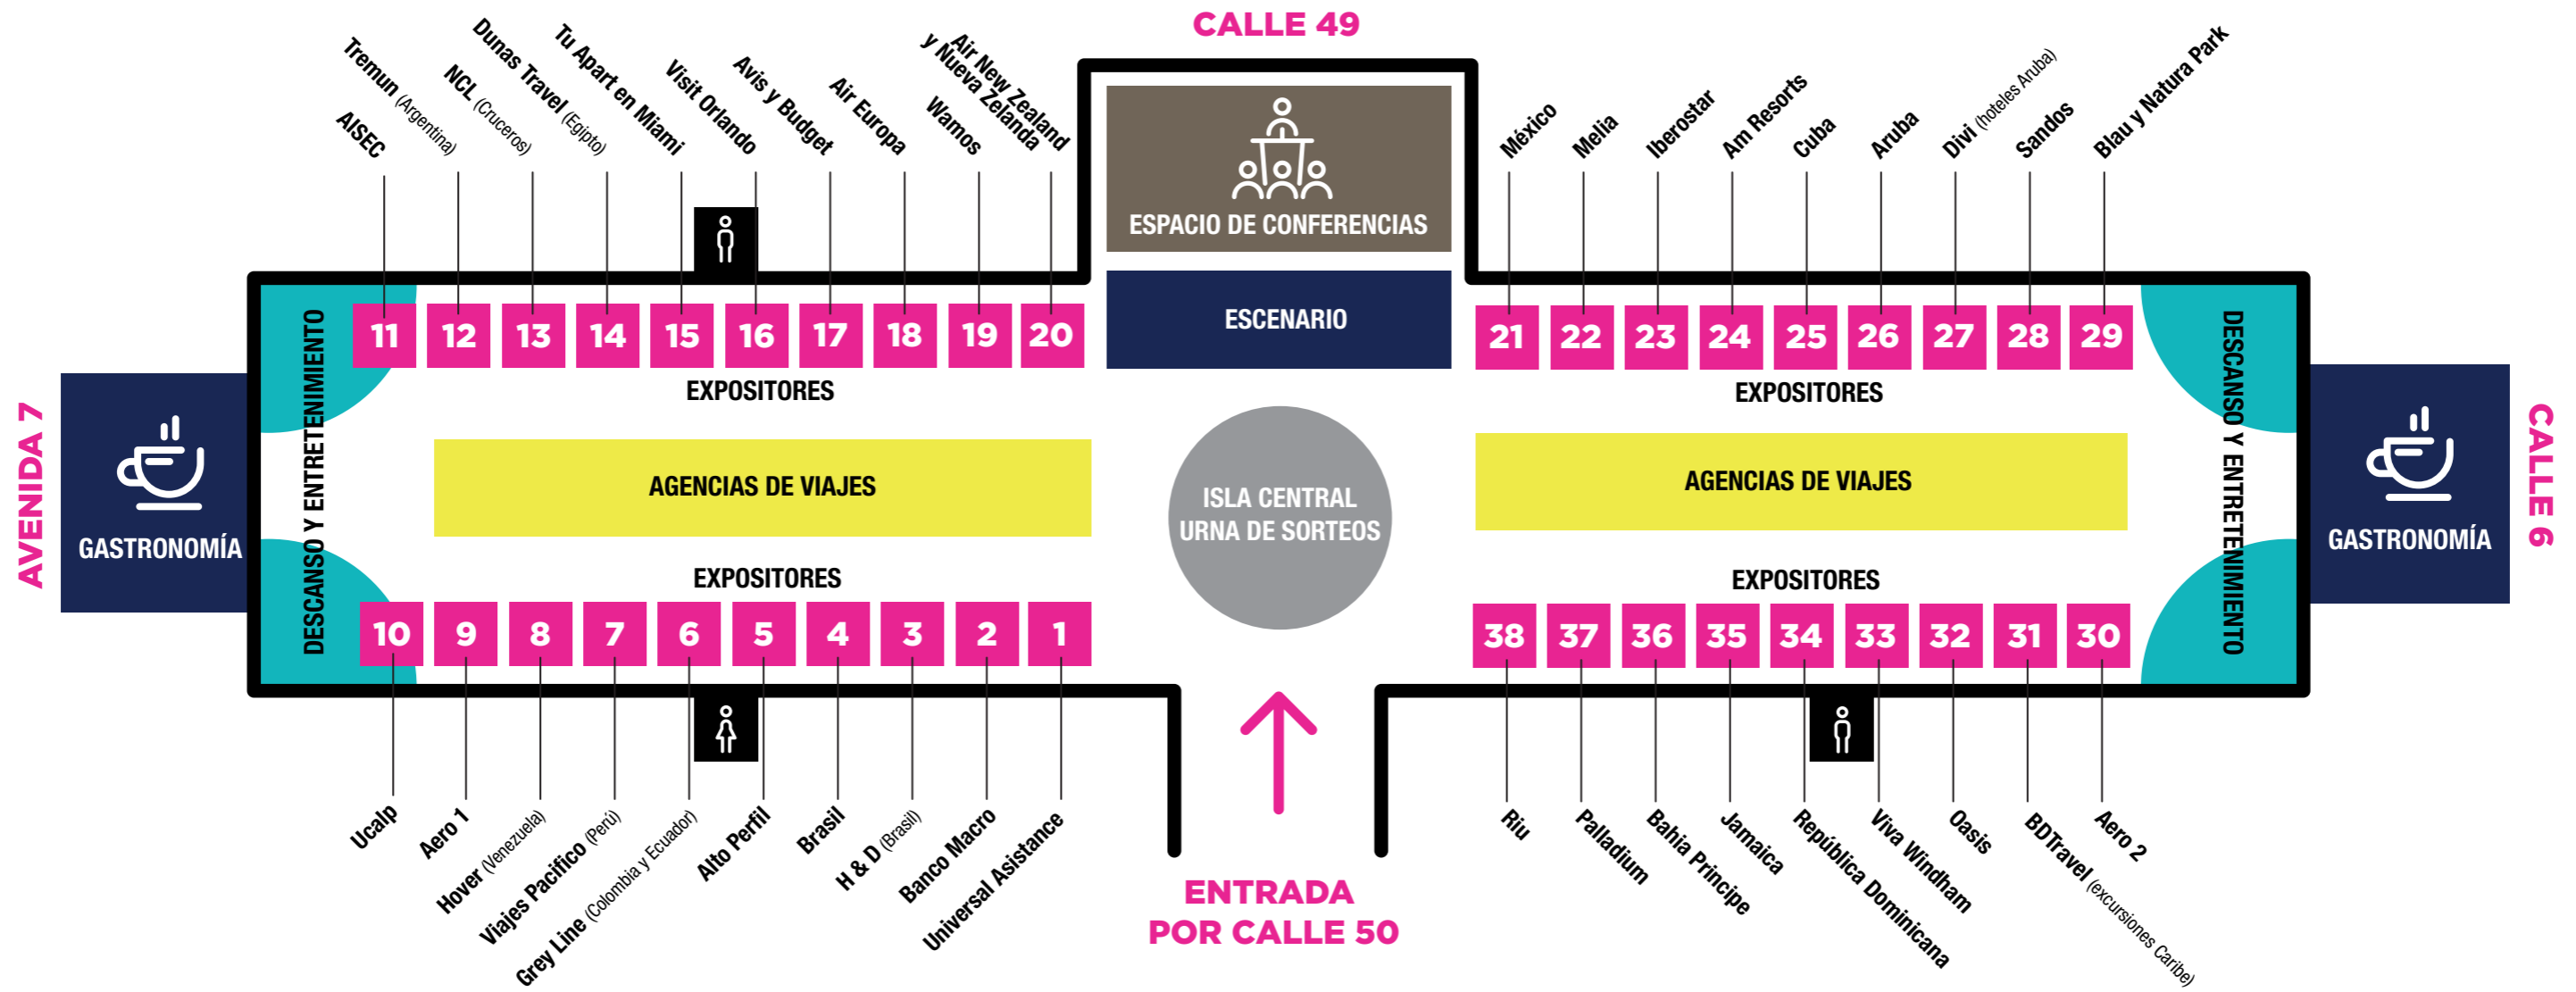 CALLE 49
AISEC
Tremun (Argentina)
NCL (Cruceros)
Dunas Travel (Egipto)
Tu Apart en Miami
Visit Orlando
Avis y Budget
Air Europa
Wamos
Air New Zealand
y Nueva Zelanda
México
Melia
Iberostar
Am Resorts
Cuba
Aruba
Divi (hoteles Aruba)
Sandos
Blau y Natura Park
ESPACIO DE CONFERENCIAS
ESCENARIO
11 12 13 14 15 16 17 18 19 20
21 22 23 24 25 26 27 28 29
EXPOSITORES
EXPOSITORES
AVENIDA 7
GASTRONOMÍA
DESCANSO Y ENTRETENIMIENTO
AGENCIAS DE VIAJES
ISLA CENTRAL
URNA DE SORTEOS
AGENCIAS DE VIAJES
DESCANSO Y ENTRETENIMIENTO
GASTRONOMÍA
CALLE 6
EXPOSITORES
EXPOSITORES
10 9 8 7 6 5 4 3 2 1
38 37 36 35 34 33 32 31 30
Ucalp
Aero 1
Hover (Venezuela)
Viajes Pacifico (Perú)
Grey Line (Colombia y Ecuador)
Alto Perfil
Brasil
H & D (Brasil)
Banco Macro
Universal Asistance
Riu
Palladium
Bahia Principe
Jamaica
República Dominicana
Viva Windham
Oasis
BDTravel (excursiones Caribe)
Aero 2
ENTRADA
POR CALLE 50